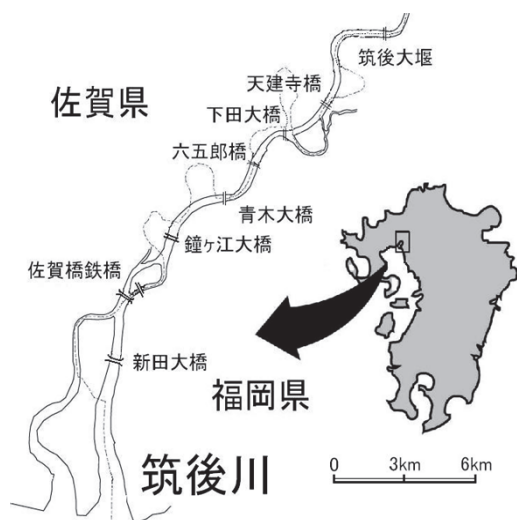 筑後大堰
天建寺橋
佐賀県
下田大橋
六五郎橋
青木大橋
鐘ヶ江大橋
佐賀橋鉄橋
新田大橋
福岡県
筑後川
0 3km 6km